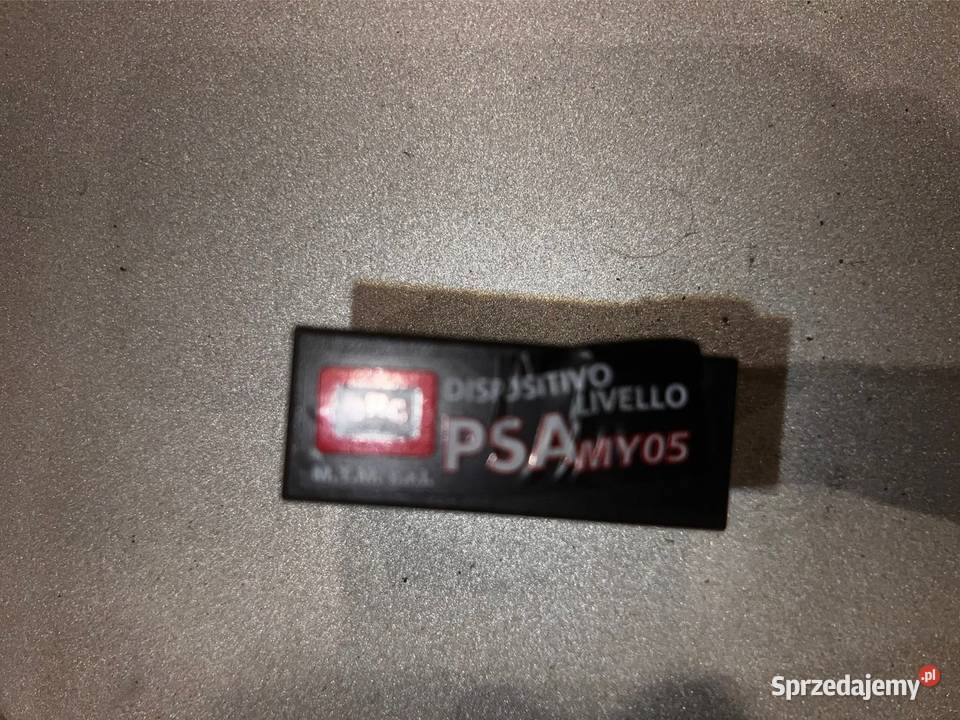 BRC
DISPOSITIVO
LIVELLO
PSA MY05
M.T.M. S.r.l.
Sprzedajemy.pl